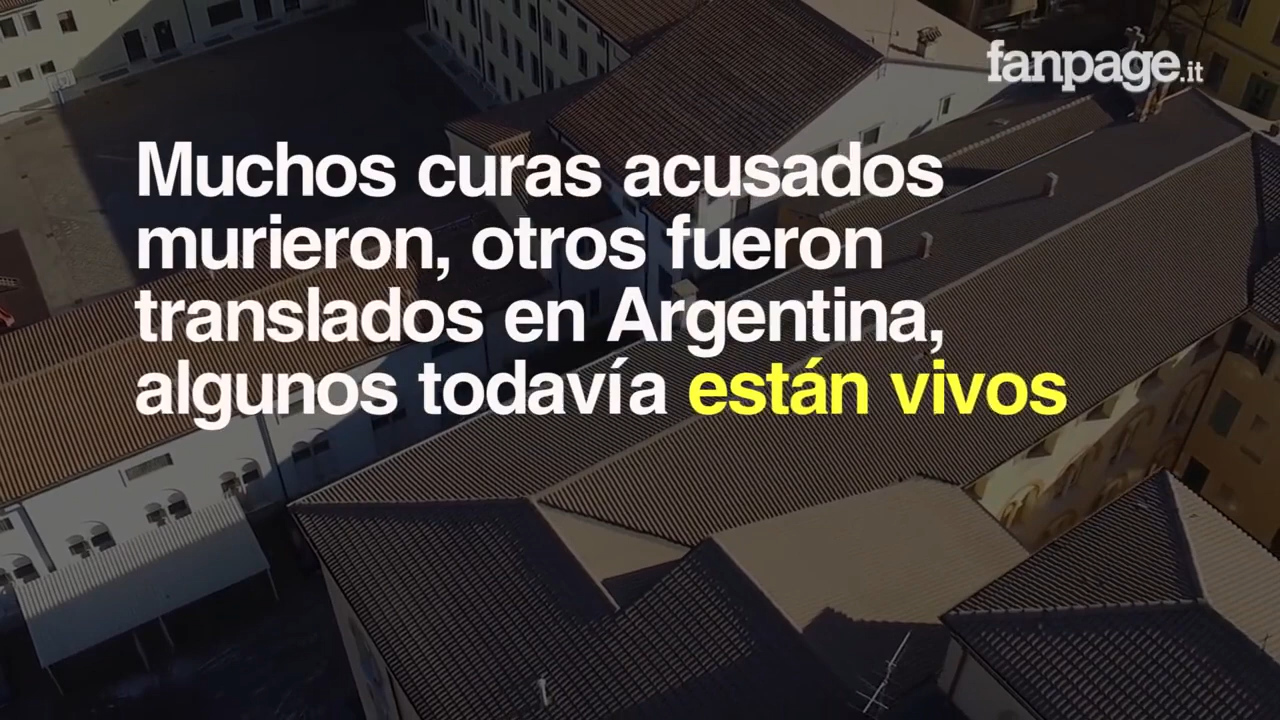 fanpage.it
Muchos curas acusados
murieron, otros fueron
translados en Argentina,
algunos todavía están vivos